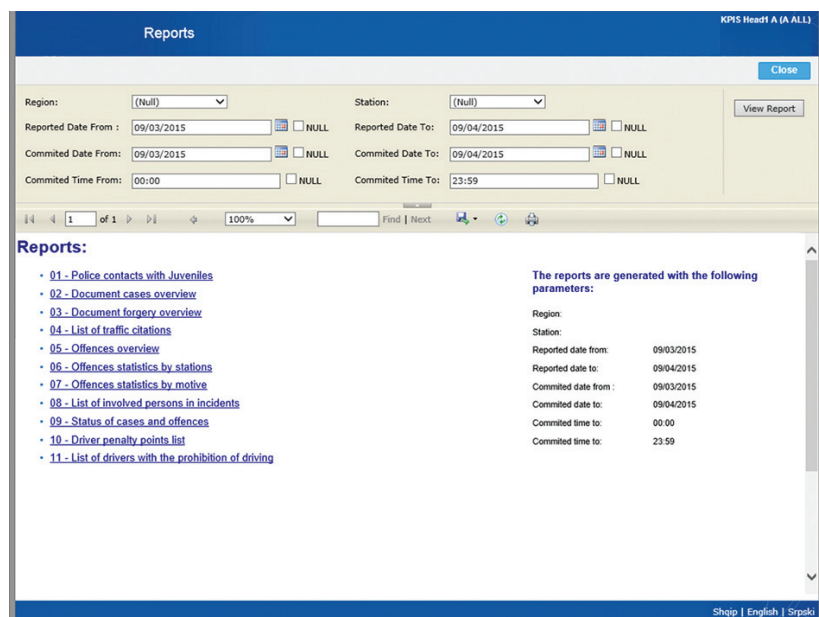 KPIS Head1 A (A ALL)
Reports
Close
Region: (Null) Station: (Null)
View Report
Reported Date From : 09/03/2015 NULL Reported Date To: 09/04/2015 NULL
Commited Date From: 09/03/2015 NULL Commited Date To: 09/04/2015 NULL
Commited Time From: 00:00 NULL Commited Time To: 23:59 NULL
1 of 1 100% Find | Next
Reports:
01 - Police contacts with Juveniles
02 - Document cases overview
03 - Document forgery overview
04 - List of traffic citations
05 - Offences overview
06 - Offences statistics by stations
07 - Offences statistics by motive
08 - List of involved persons in incidents
09 - Status of cases and offences
10 - Driver penalty points list
11 - List of drivers with the prohibition of driving
The reports are generated with the following
parameters:
Region:
Station:
Reported date from: 09/03/2015
Reported date to: 09/04/2015
Commited date from : 09/03/2015
Commited date to: 09/04/2015
Commited time to: 00:00
Commited time to: 23:59
Shqip | English | Srpski